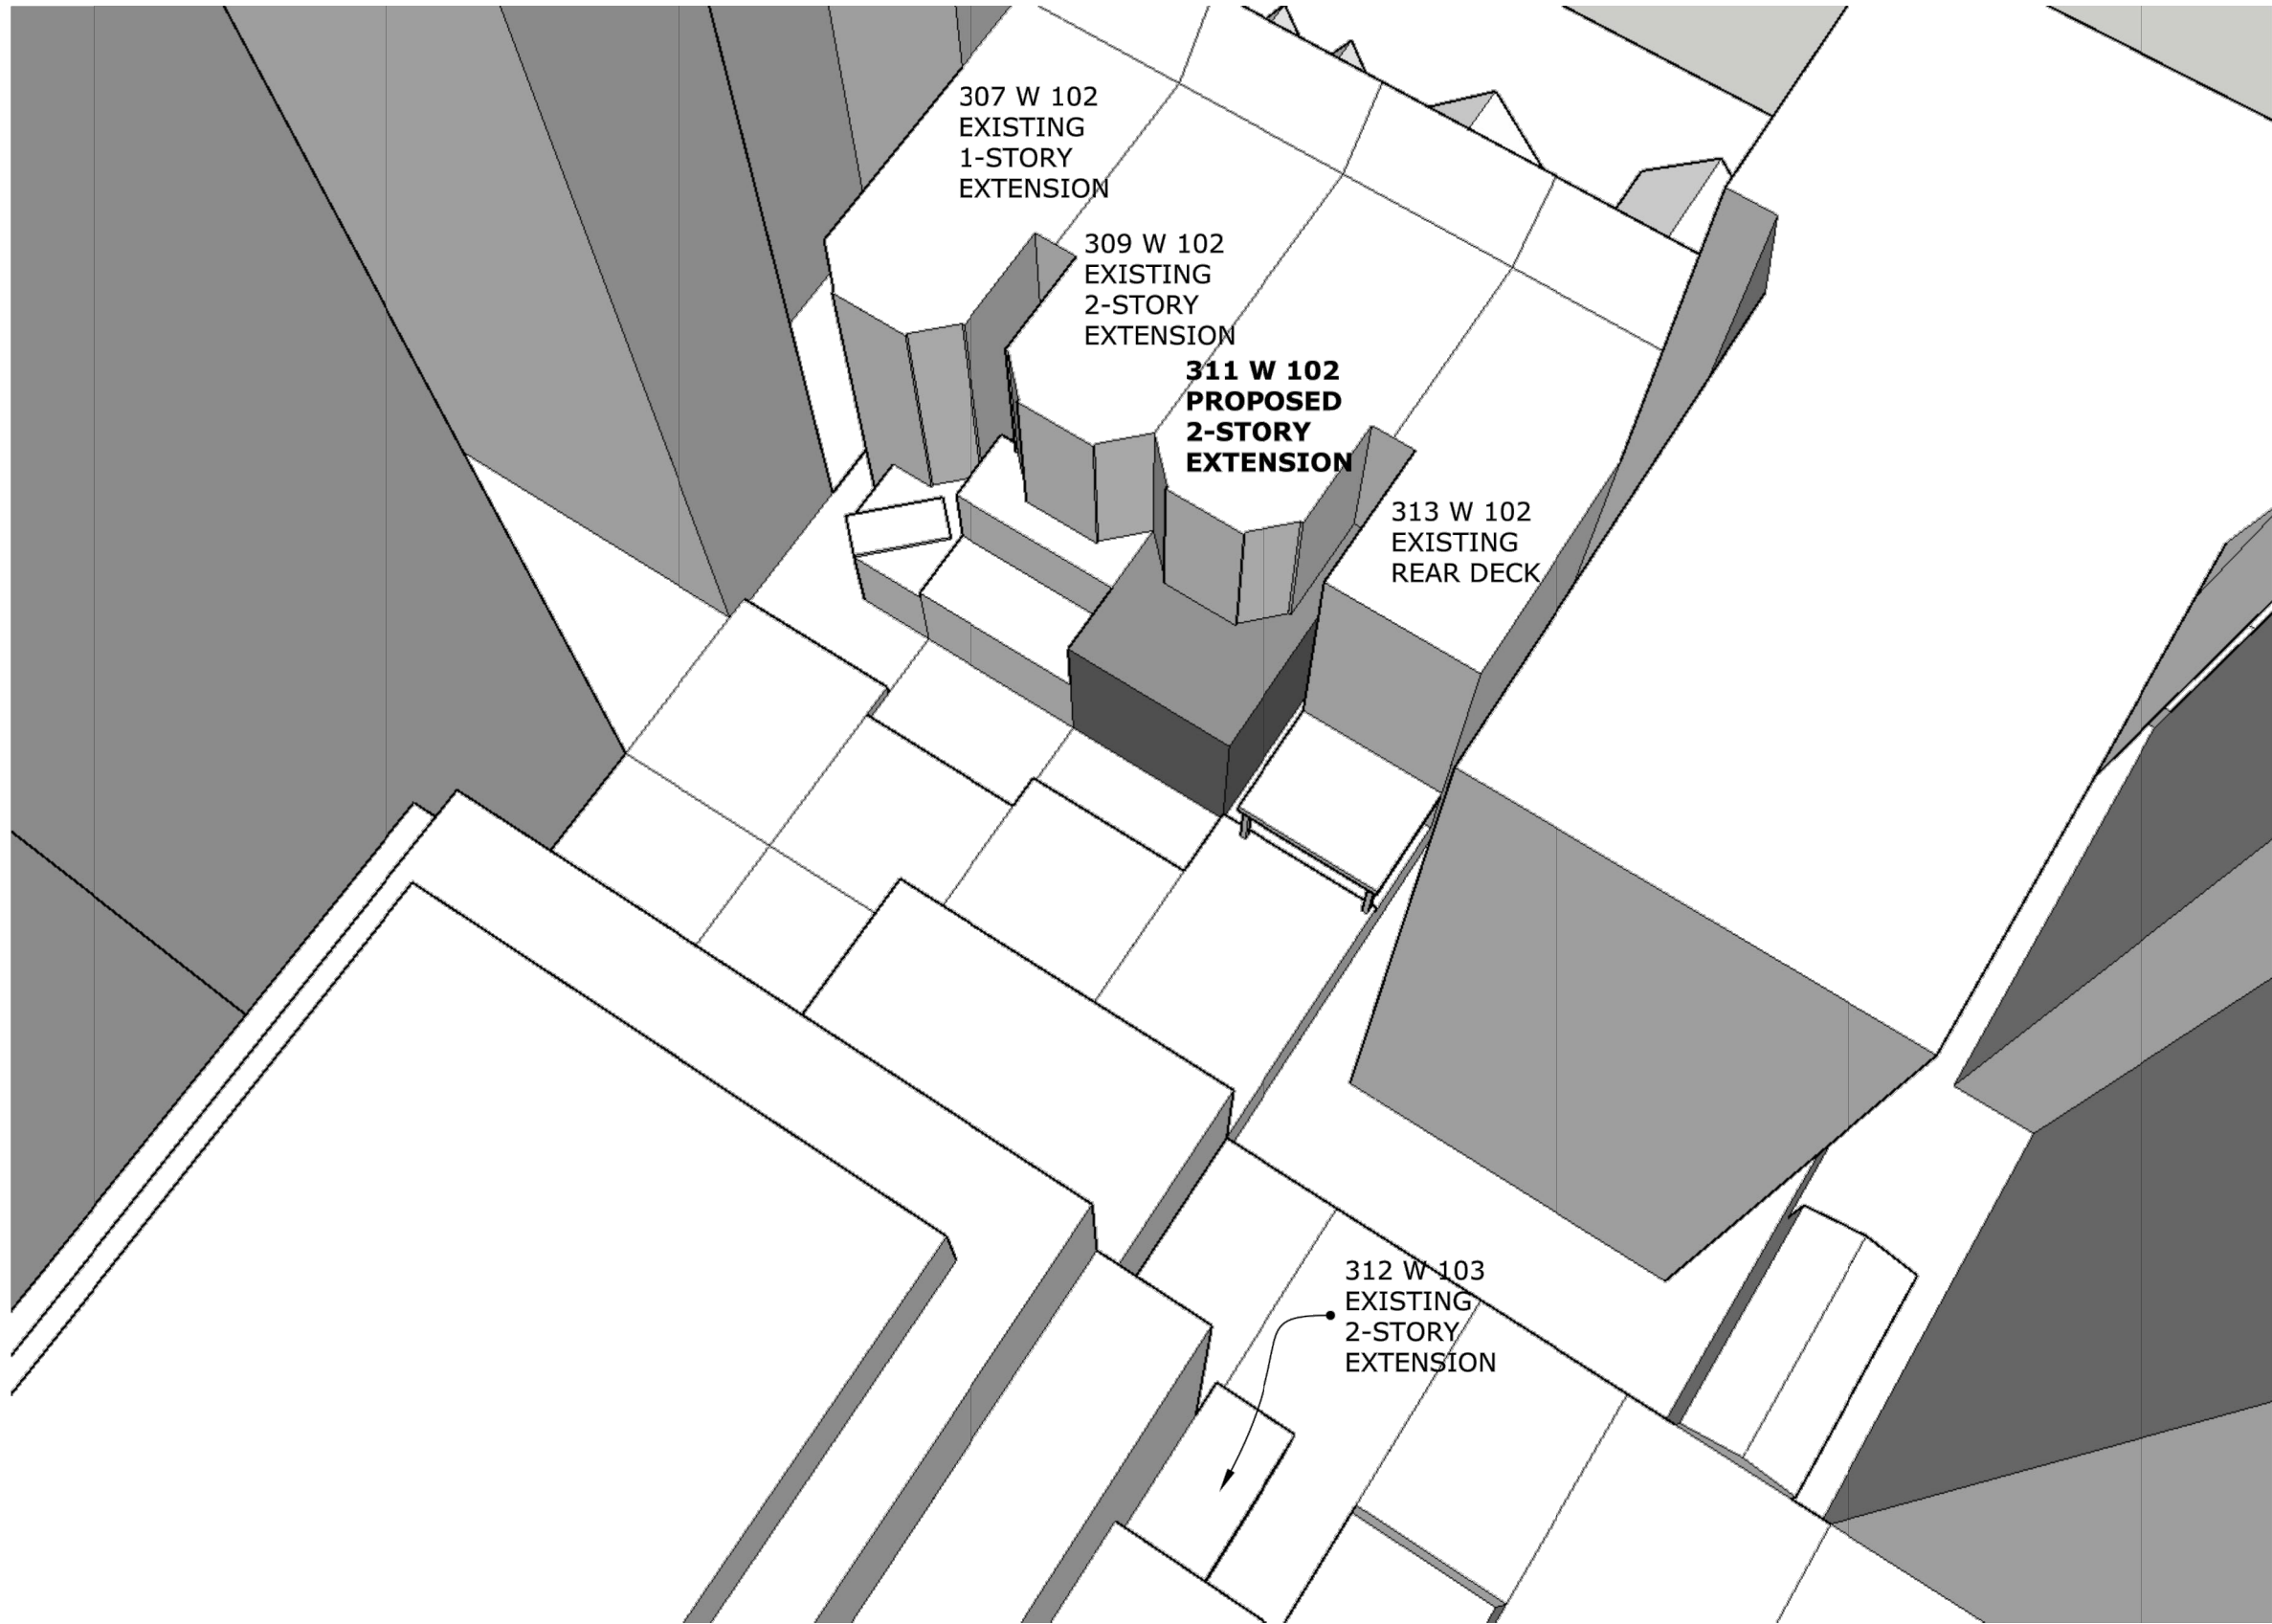 307 W 102
EXISTING
1-STORY
EXTENSION
309 W 102
EXISTING
2-STORY
EXTENSION
311 W 102
PROPOSED
2-STORY
EXTENSION
313 W 102
EXISTING
REAR DECK
312 W 103
EXISTING
2-STORY
EXTENSION